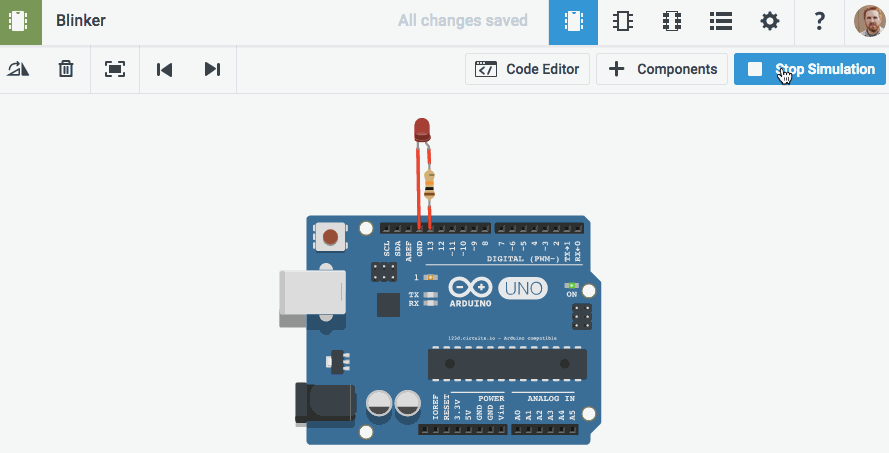 Blinker
All changes saved
?
Code Editor
Components
Stop Simulation
SCL
SDA
AREF
GND
13
12
~11
~10
~9
8
7
~6
~5
4
~3
2
TX→1
RX←0
DIGITAL (PWM~)
1
TX
RX
ARDUINO
UNO
ON
123D.circuits.io - Arduino compatible
IOREF
RESET
3.3V
5V
GND
GND
Vin
POWER
ANALOG IN
A0
A1
A2
A3
A4
A5